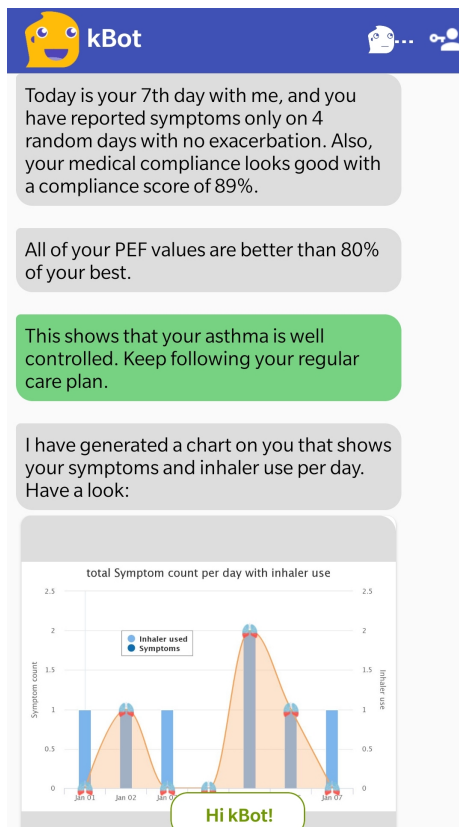 kBot
Today is your 7th day with me, and you
have reported symptoms only on 4
random days with no exacerbation. Also,
your medical compliance looks good with
a compliance score of 89%.
All of your PEF values are better than 80%
of your best.
This shows that your asthma is well
controlled. Keep following your regular
care plan.
I have generated a chart on you that shows
your symptoms and inhaler use per day.
Have a look:
total Symptom count per day with inhaler use
2.5
2.5
2
2
Inhaler used
Symptoms
1.5
1.5
Symptom count
Inhaler use
1
1
0.5
0.5
0
0
Jan 01
Jan 02
Jan 07
Hi kBot!